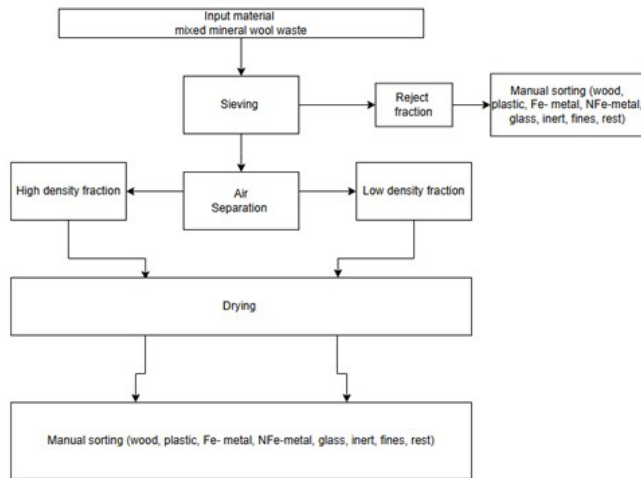 Input material
mixed mineral wool waste
Sieving
Reject
fraction
Manual sorting (wood,
plastic, Fe- metal, NFe-metal,
glass, inert, fines, rest)
High density fraction
Air
Separation
Low density fraction
Drying
Manual sorting (wood, plastic, Fe- metal, NFe-metal, glass, inert, fines, rest)